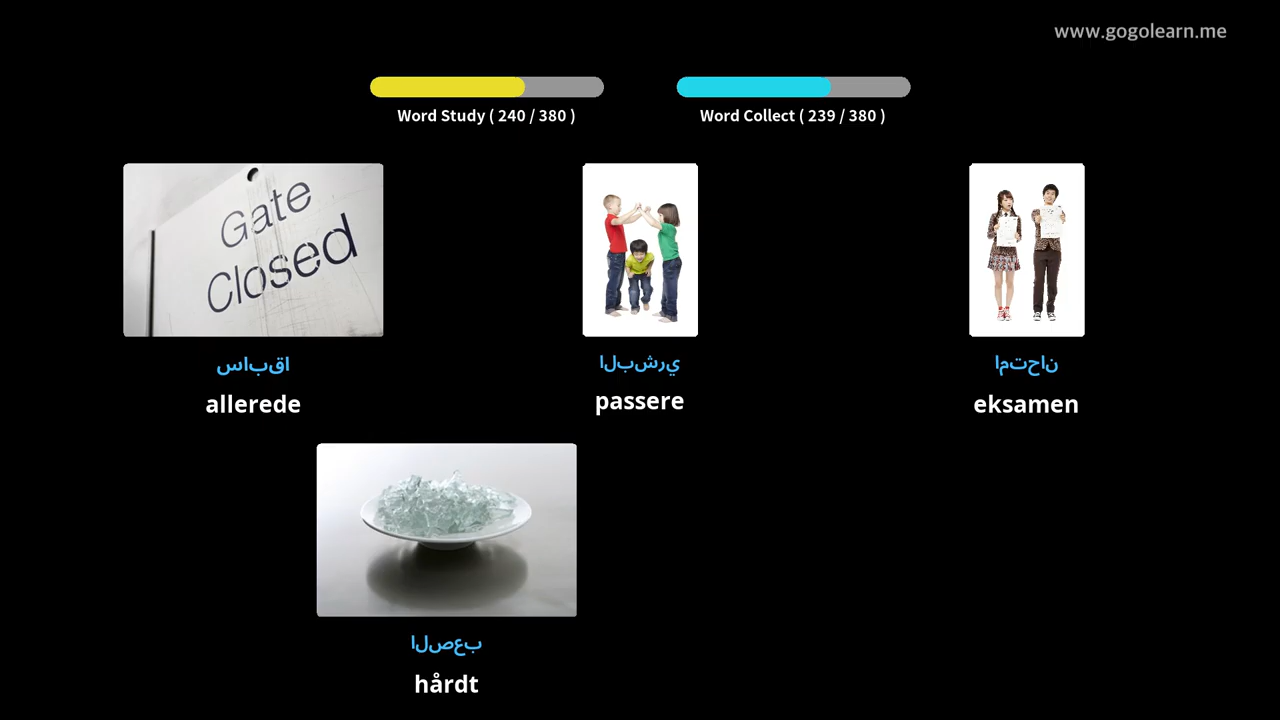 www.gogolearn.me
Word Study ( 240 / 380 )
Word Collect ( 239 / 380 )
Gate
Closed
سابقا
allerede
البشري
passere
امتحان
eksamen
الصعب
hårdt